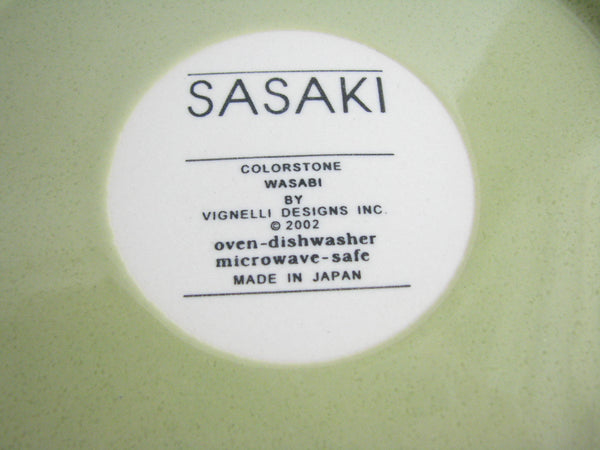 SASAKI
COLORSTONE
WASABI
BY
VIGNELLI DESIGNS INC.
© 2002
oven-dishwasher
microwave-safe
MADE IN JAPAN